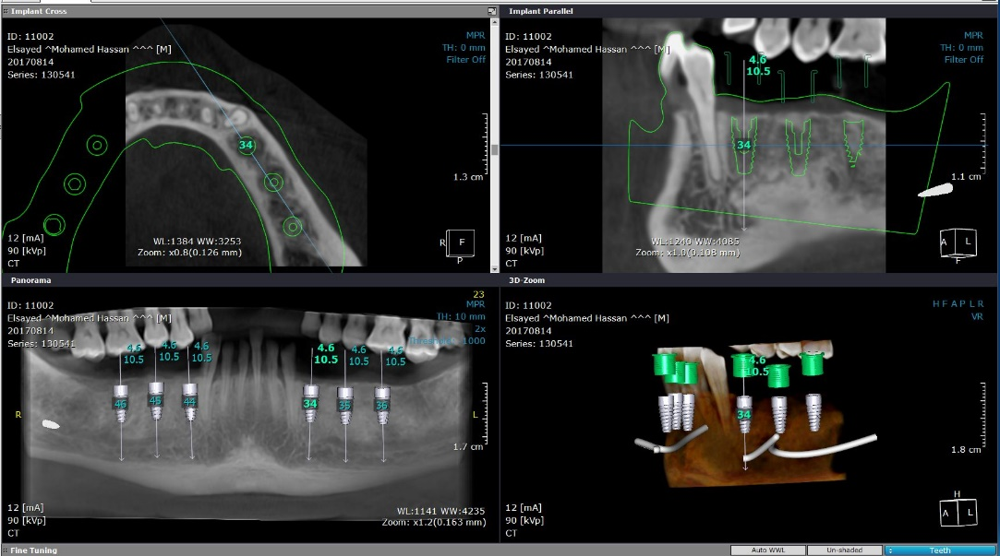 Implant Cross
ID: 11002
Elsayed ^Mohamed Hassan ^^^ [M]
20170814
Series: 130541
MPR
TH: 0 mm
Filter Off
34
1.3 cm
WL:1384 WW:3253
Zoom: x0.8(0.126 mm)
12 [mA]
90 [kVp]
CT
R
F
P
Implant Parallel
ID: 11002
Elsayed ^Mohamed Hassan ^^^ [M]
20170814
Series: 130541
MPR
TH: 0 mm
Filter Off
4.6
10.5
34
1.1 cm
WL:1240 WW:4085
Zoom: x1.0(0.108 mm)
12 [mA]
90 [kVp]
CT
A L
F
Panorama
23
ID: 11002
Elsayed ^Mohamed Hassan ^^^ [M]
20170814
Series: 130541
MPR
TH: 10 mm
2x
Threshold: -1000
4.6 4.6 4.6 4.6 4.6 4.6
10.5 10.5 10.5 10.5 10.5 10.5
46 45 44 34 35 36
R
L
1.7 cm
12 [mA]
90 [kVp]
CT
WL:1141 WW:4235
Zoom: x1.2(0.163 mm)
3D-Zoom
ID: 11002
Elsayed ^Mohamed Hassan ^^^ [M]
20170814
Series: 130541
H F A P L R
VR
4.6
10.5
34
1.8 cm
12 [mA]
90 [kVp]
CT
H
A L
Fine Tuning
Auto WWL
Un-shaded
Teeth